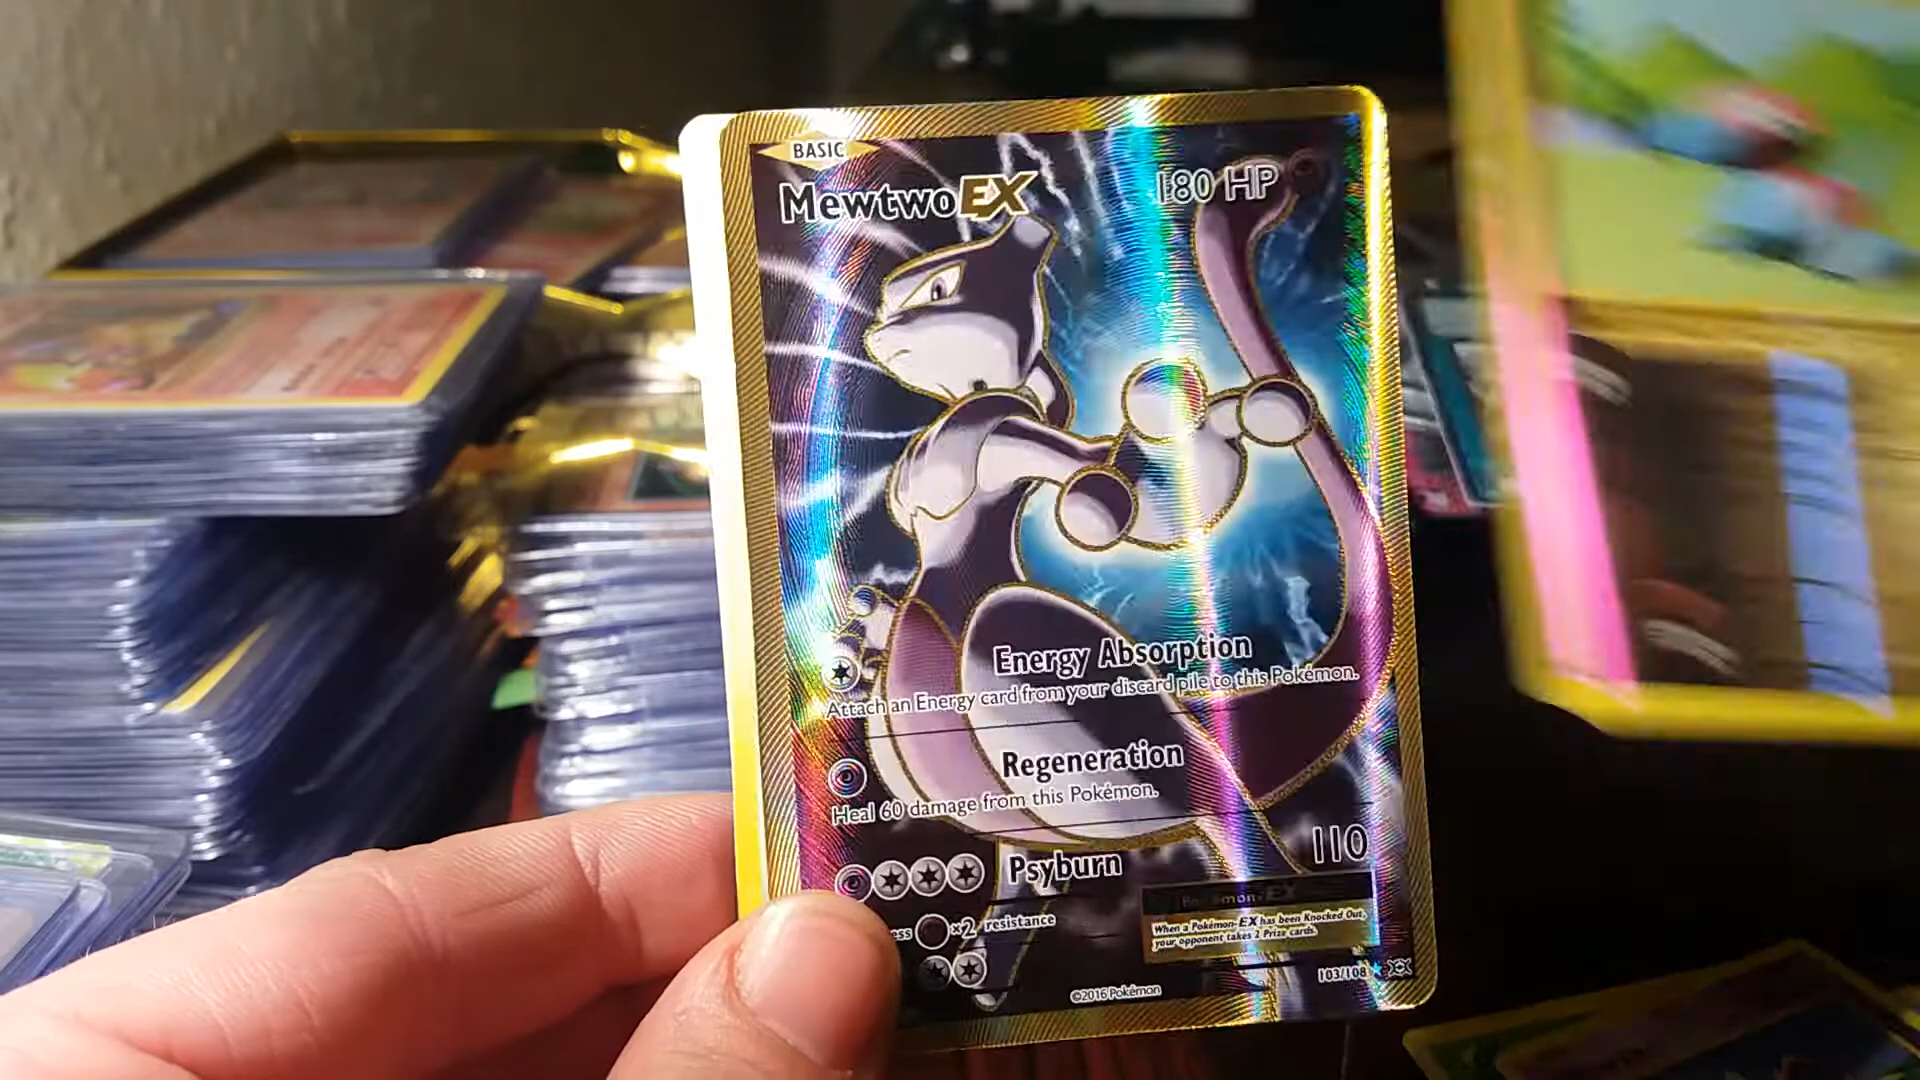 BASIC
MewtwoEX 180 HP
Energy Absorption
Attach an Energy card from your discard pile to this Pokémon.
Regeneration
Heal 60 damage from this Pokémon.
Psyburn 110
Pokémon-EX
When a Pokémon-EX has been Knocked Out,
your opponent takes 2 Prize cards.
ess ×2 resistance
103/108
©2016 Pokémon